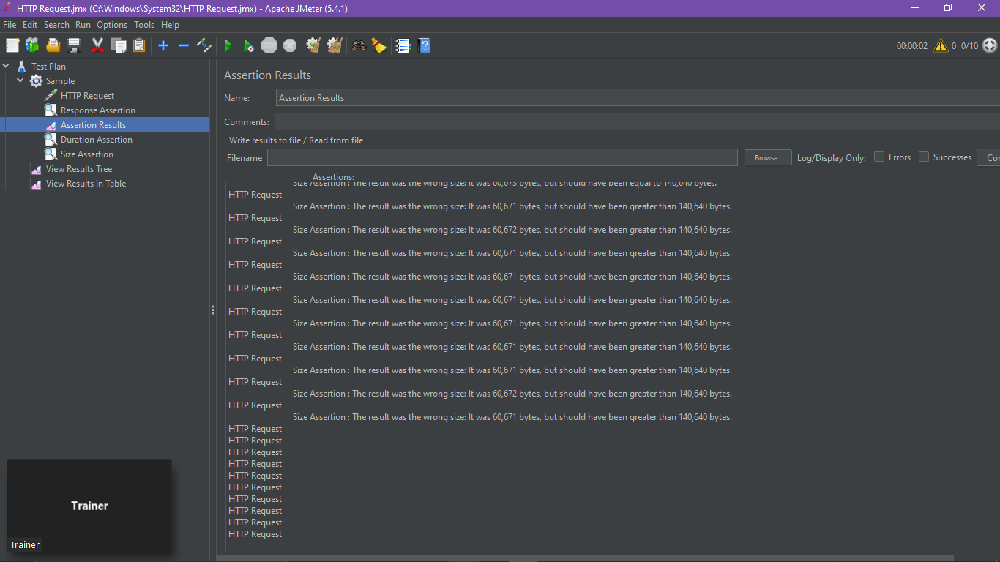 HTTP Request.jmx (C:\Windows\System32\HTTP Request.jmx) - Apache JMeter (5.4.1)
File Edit Search Run Options Tools Help
STOP
00:00:02 0 0/10
Test Plan
Sample
HTTP Request
Response Assertion
Assertion Results
Duration Assertion
Size Assertion
View Results Tree
View Results in Table
Assertion Results
Name: Assertion Results
Comments:
Write results to file / Read from file
Filename Browse... Log/Display Only: Errors Successes Cor
Assertions:
Size Assertion : The result was the wrong size: It was 60,673 bytes, but should have been equal to 140,640 bytes.
HTTP Request
Size Assertion : The result was the wrong size: It was 60,671 bytes, but should have been greater than 140,640 bytes.
HTTP Request
Size Assertion : The result was the wrong size: It was 60,672 bytes, but should have been greater than 140,640 bytes.
HTTP Request
Size Assertion : The result was the wrong size: It was 60,671 bytes, but should have been greater than 140,640 bytes.
HTTP Request
Size Assertion : The result was the wrong size: It was 60,671 bytes, but should have been greater than 140,640 bytes.
HTTP Request
Size Assertion : The result was the wrong size: It was 60,671 bytes, but should have been greater than 140,640 bytes.
HTTP Request
Size Assertion : The result was the wrong size: It was 60,671 bytes, but should have been greater than 140,640 bytes.
HTTP Request
Size Assertion : The result was the wrong size: It was 60,671 bytes, but should have been greater than 140,640 bytes.
HTTP Request
Size Assertion : The result was the wrong size: It was 60,671 bytes, but should have been greater than 140,640 bytes.
HTTP Request
Size Assertion : The result was the wrong size: It was 60,672 bytes, but should have been greater than 140,640 bytes.
HTTP Request
Size Assertion : The result was the wrong size: It was 60,671 bytes, but should have been greater than 140,640 bytes.
HTTP Request
HTTP Request
HTTP Request
HTTP Request
HTTP Request
HTTP Request
HTTP Request
HTTP Request
HTTP Request
HTTP Request
Trainer
Trainer